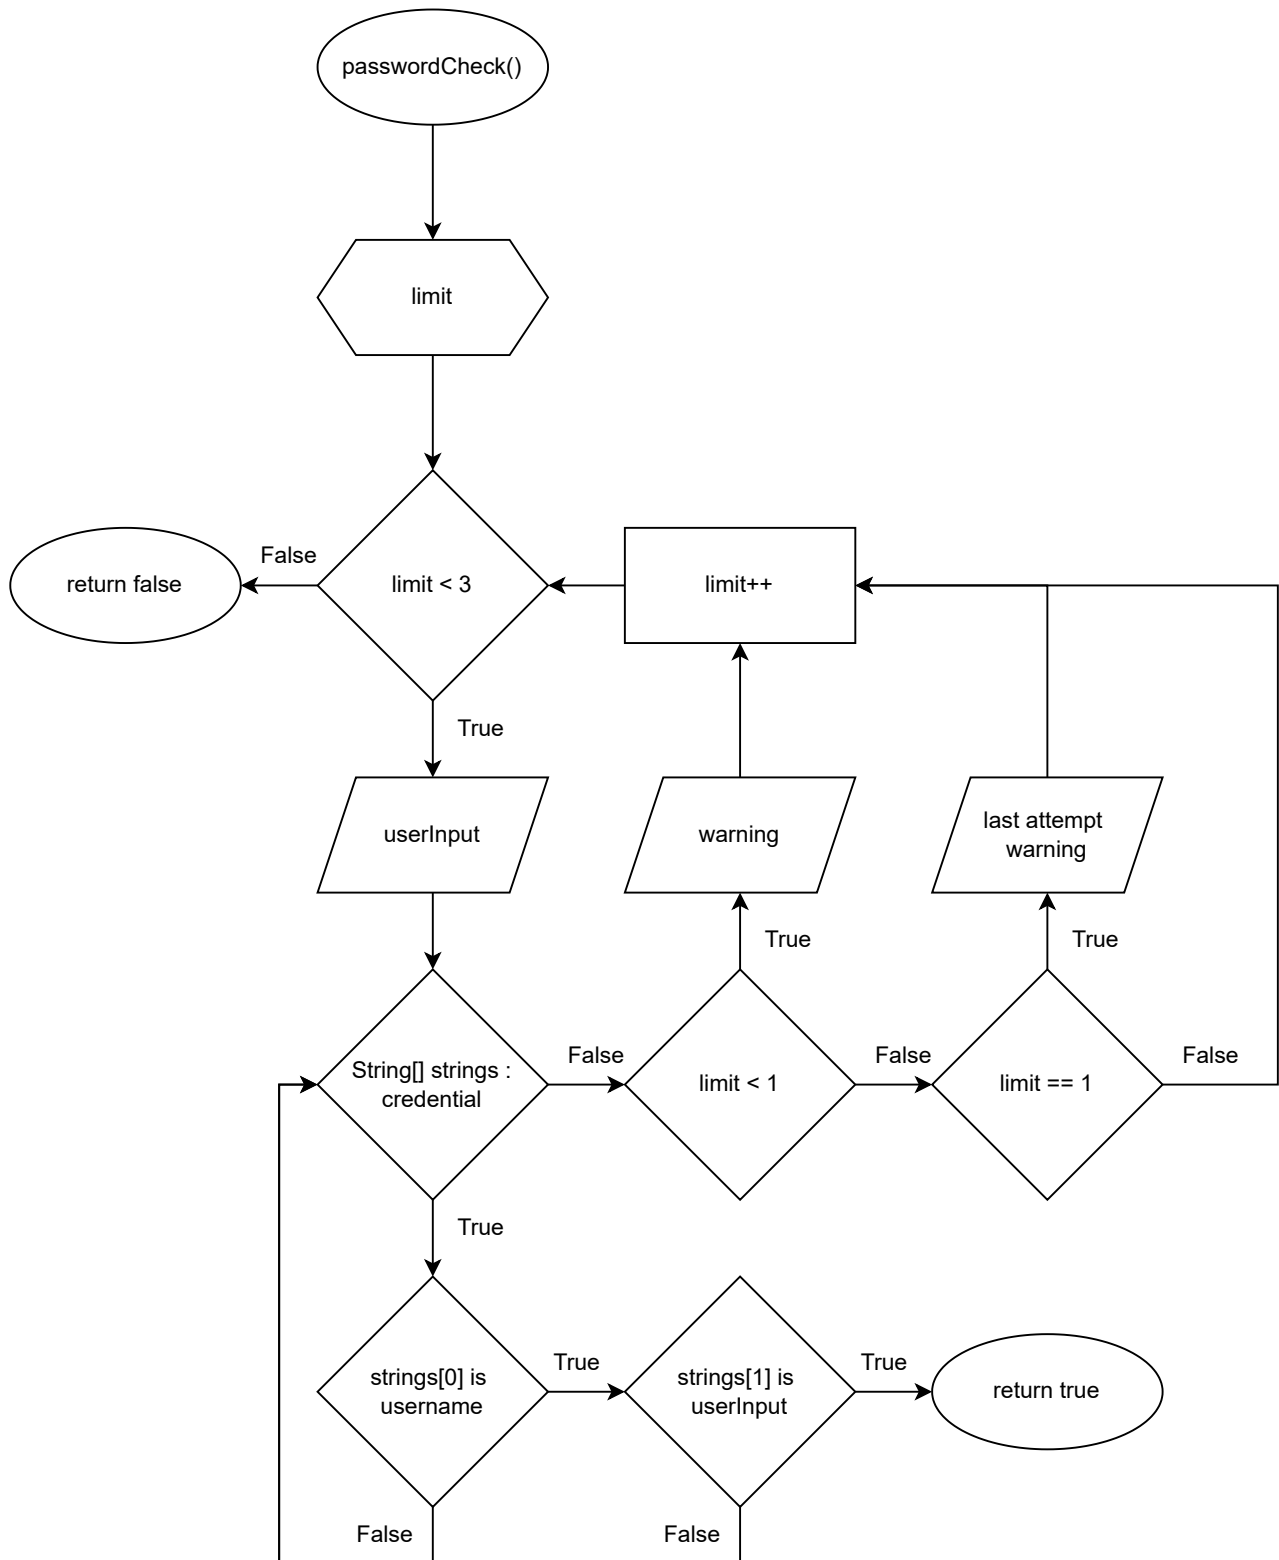 passwordCheck()
limit
False
return false
limit < 3
limit++
True
userInput
warning
last attempt
warning
True
True
String[] strings :
credential
False
limit < 1
False
limit == 1
False
True
strings[0] is
username
True
strings[1] is
userInput
True
return true
False
False